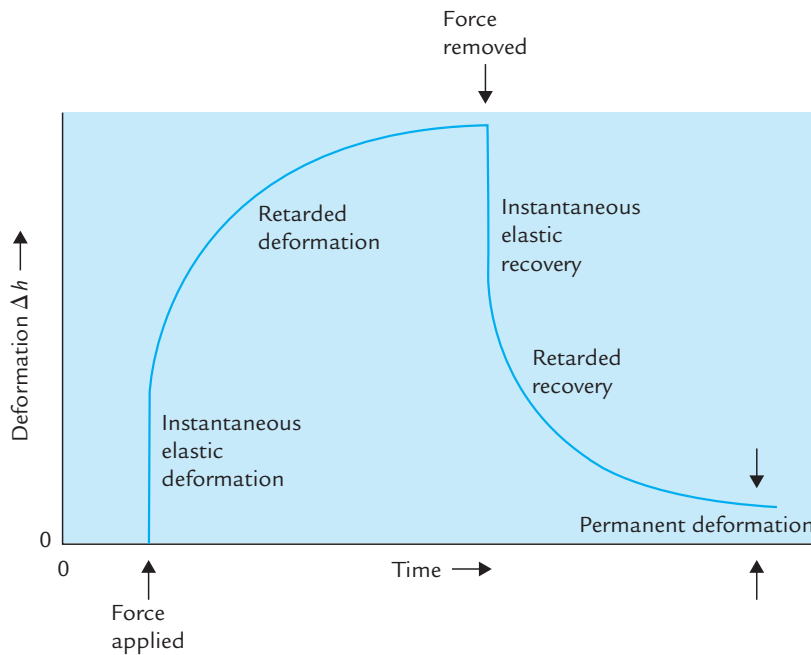 Force
removed
Retarded
deformation
Instantaneous
elastic
recovery
Deformation Δh
Retarded
recovery
Instantaneous
elastic
deformation
Permanent deformation
0
0
Time
Force
applied